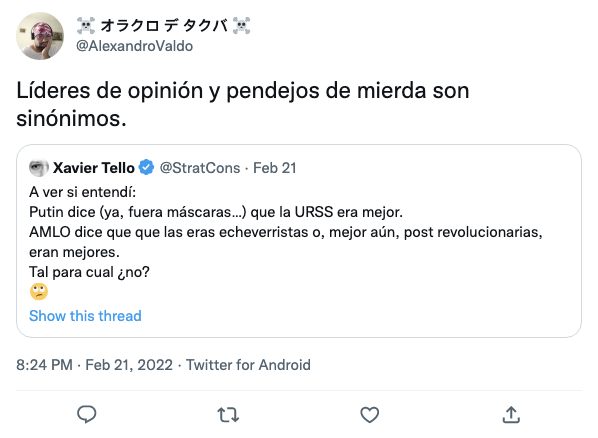 ☠️ オラクロ デ タクバ ☠️
@AlexandroValdo
Líderes de opinión y pendejos de mierda son
sinónimos.
Xavier Tello @StratCons · Feb 21
A ver si entendí:
Putin dice (ya, fuera máscaras...) que la URSS era mejor.
AMLO dice que que las eras echeverristas o, mejor aún, post revolucionarias,
eran mejores.
Tal para cual ¿no?
🙄
Show this thread
8:24 PM · Feb 21, 2022 · Twitter for Android